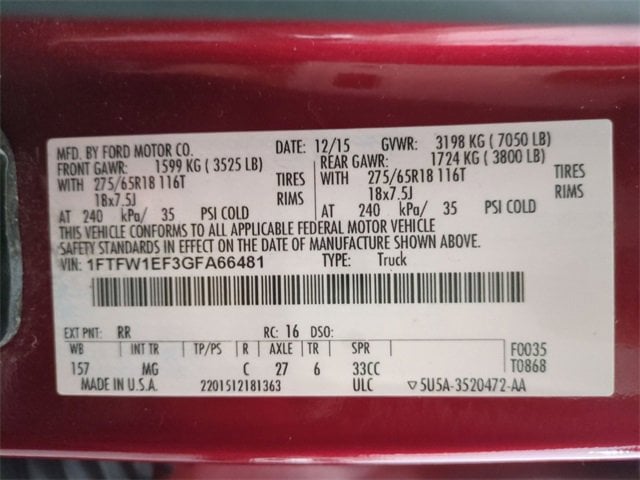 MFD. BY FORD MOTOR CO. DATE: 12/15 GVWR: 3198 KG ( 7050 LB)
FRONT GAWR: 1599 KG ( 3525 LB) REAR GAWR: 1724 KG ( 3800 LB)
WITH 275/65R18 116T TIRES WITH 275/65R18 116T TIRES
18x7.5J RIMS 18x7.5J RIMS
AT 240 kPa/ 35 PSI COLD AT 240 kPa/ 35 PSI COLD
THIS VEHICLE CONFORMS TO ALL APPLICABLE FEDERAL MOTOR VEHICLE
SAFETY STANDARDS IN EFFECT ON THE DATE OF MANUFACTURE SHOWN ABOVE.
VIN: 1FTFW1EF3GFA66481 TYPE: Truck
EXT PNT: RR RC: 16 DSO:
WB INT TR TP/PS R AXLE TR SPR F0035
157 MG C 27 6 33CC T0868
MADE IN U.S.A. 2201512181363 ULC ▽5U5A-3520472-AA